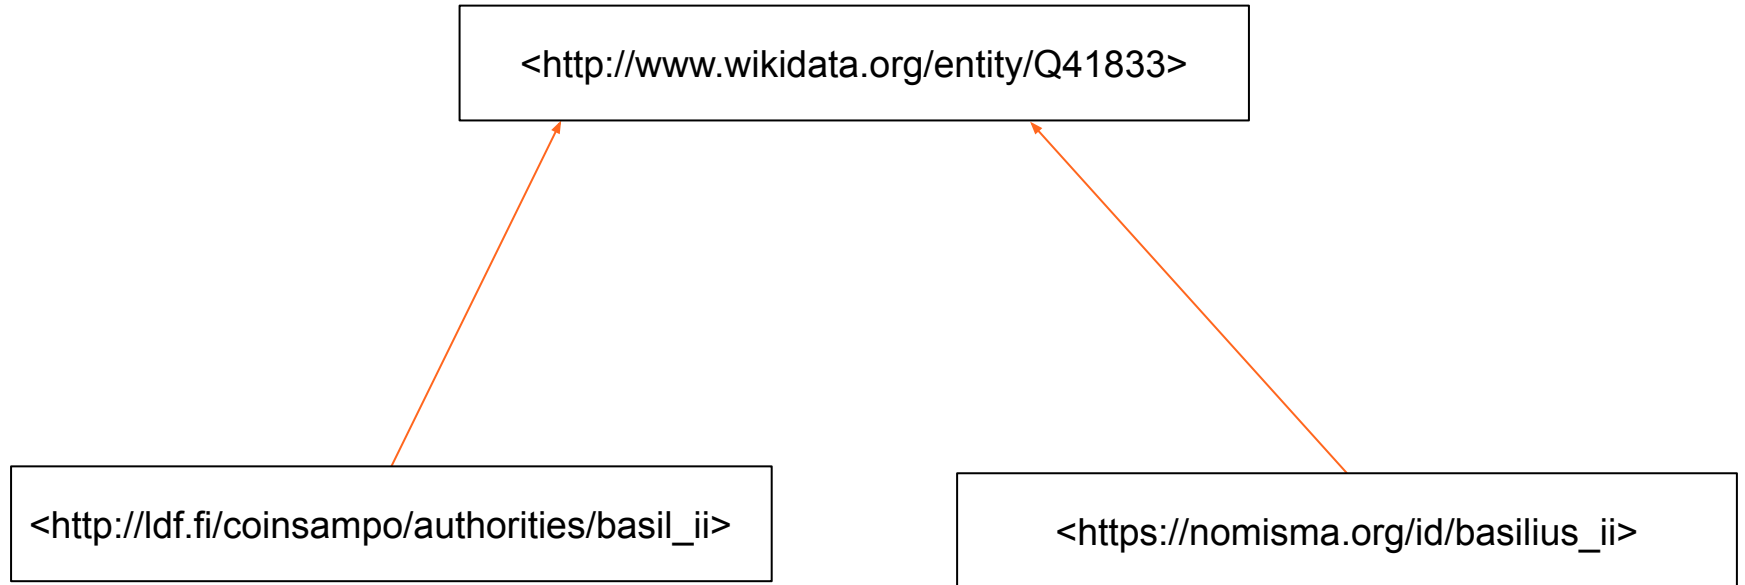 <http://www.wikidata.org/entity/Q41833>
<http://ldf.fi/coinsampo/authorities/basil_ii>
<https://nomisma.org/id/basilius_ii>